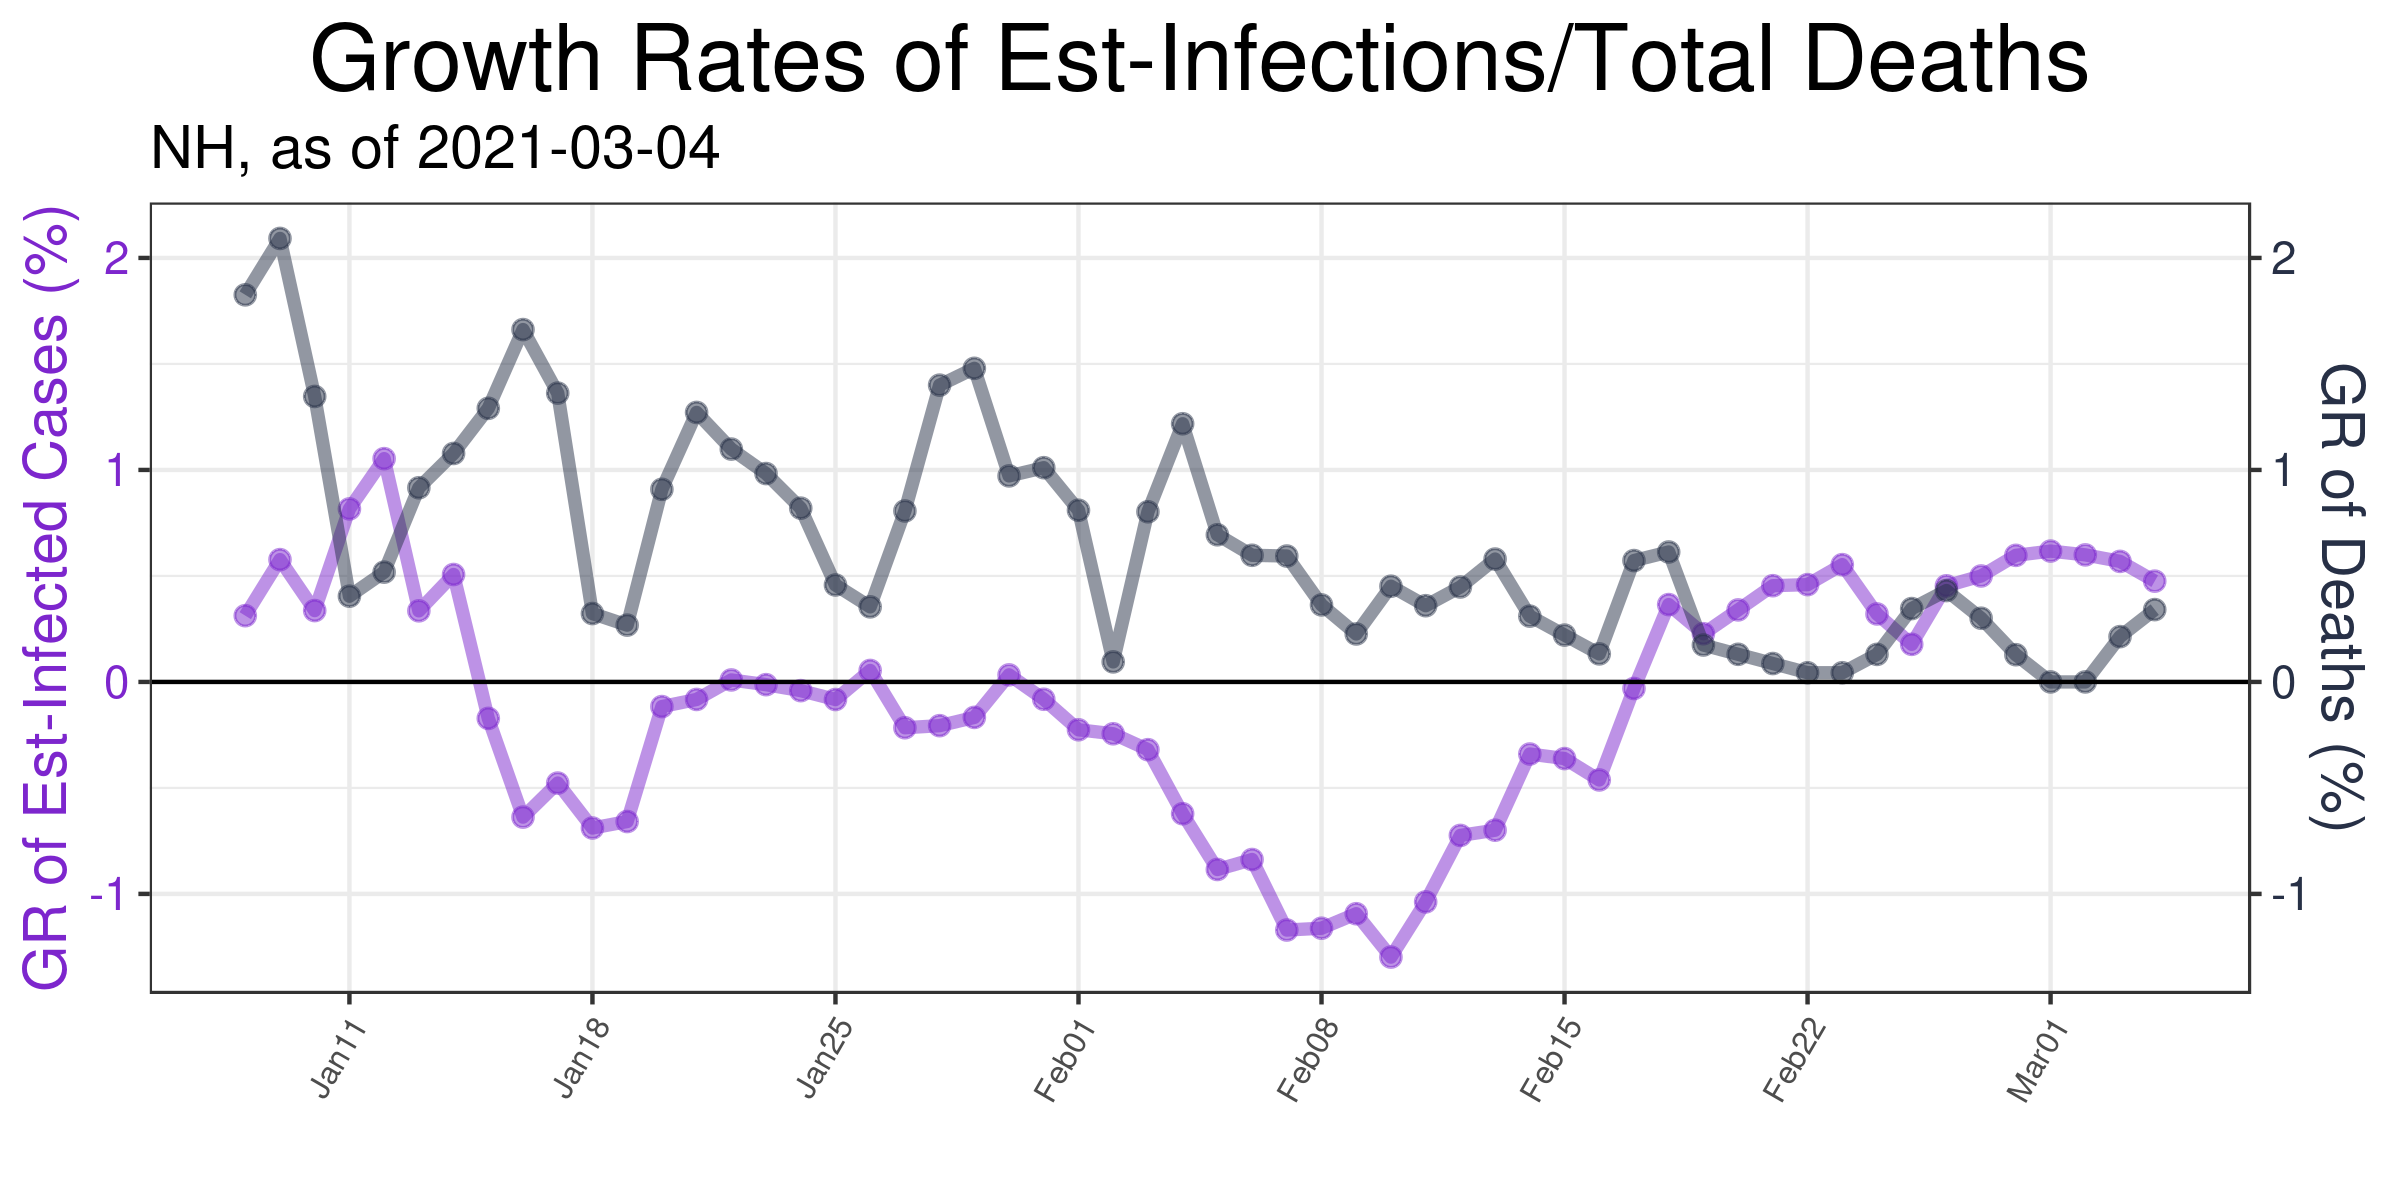 Growth Rates of Est-Infections/Total Deaths
NH, as of 2021-03-04
GR of Est-Infected Cases (%)
2
1
0
-1
2
1
0
-1
GR of Deaths (%)
Jan11
Jan18
Jan25
Feb01
Feb08
Feb15
Feb22
Mar01